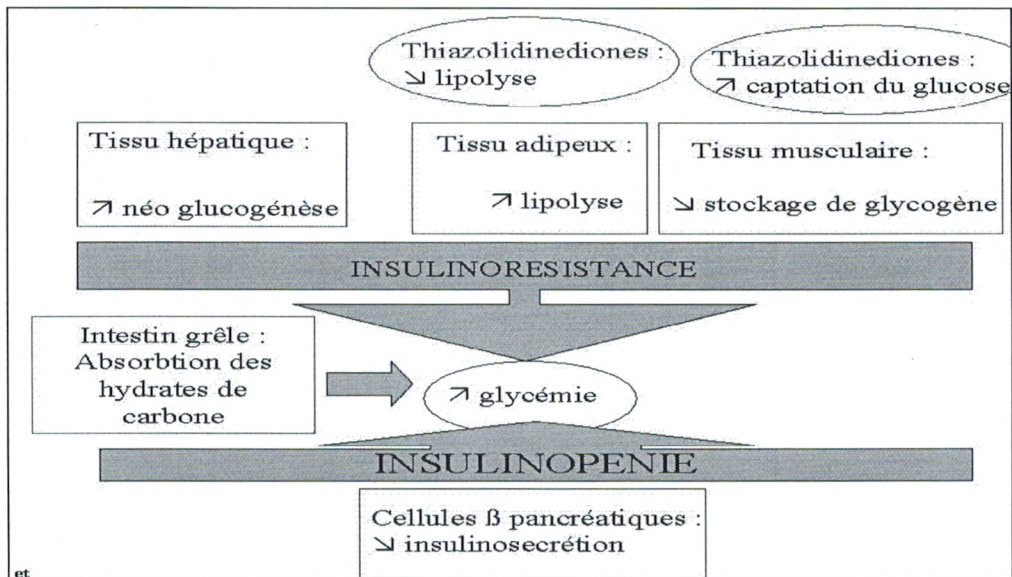 Thiazolidinediones :
↘ lipolyse
Thiazolidinediones :
↗ captation du glucose
Tissu hépatique :
↗ néo glucogénèse
Tissu adipeux :
↗ lipolyse
Tissu musculaire :
↘ stockage de glycogène
INSULINORESISTANCE
Intestin grêle :
Absorbtion des
hydrates de
carbone
↗ glycémie
INSULINOPENIE
Cellules ß pancréatiques :
↘ insulinosecrétion
et